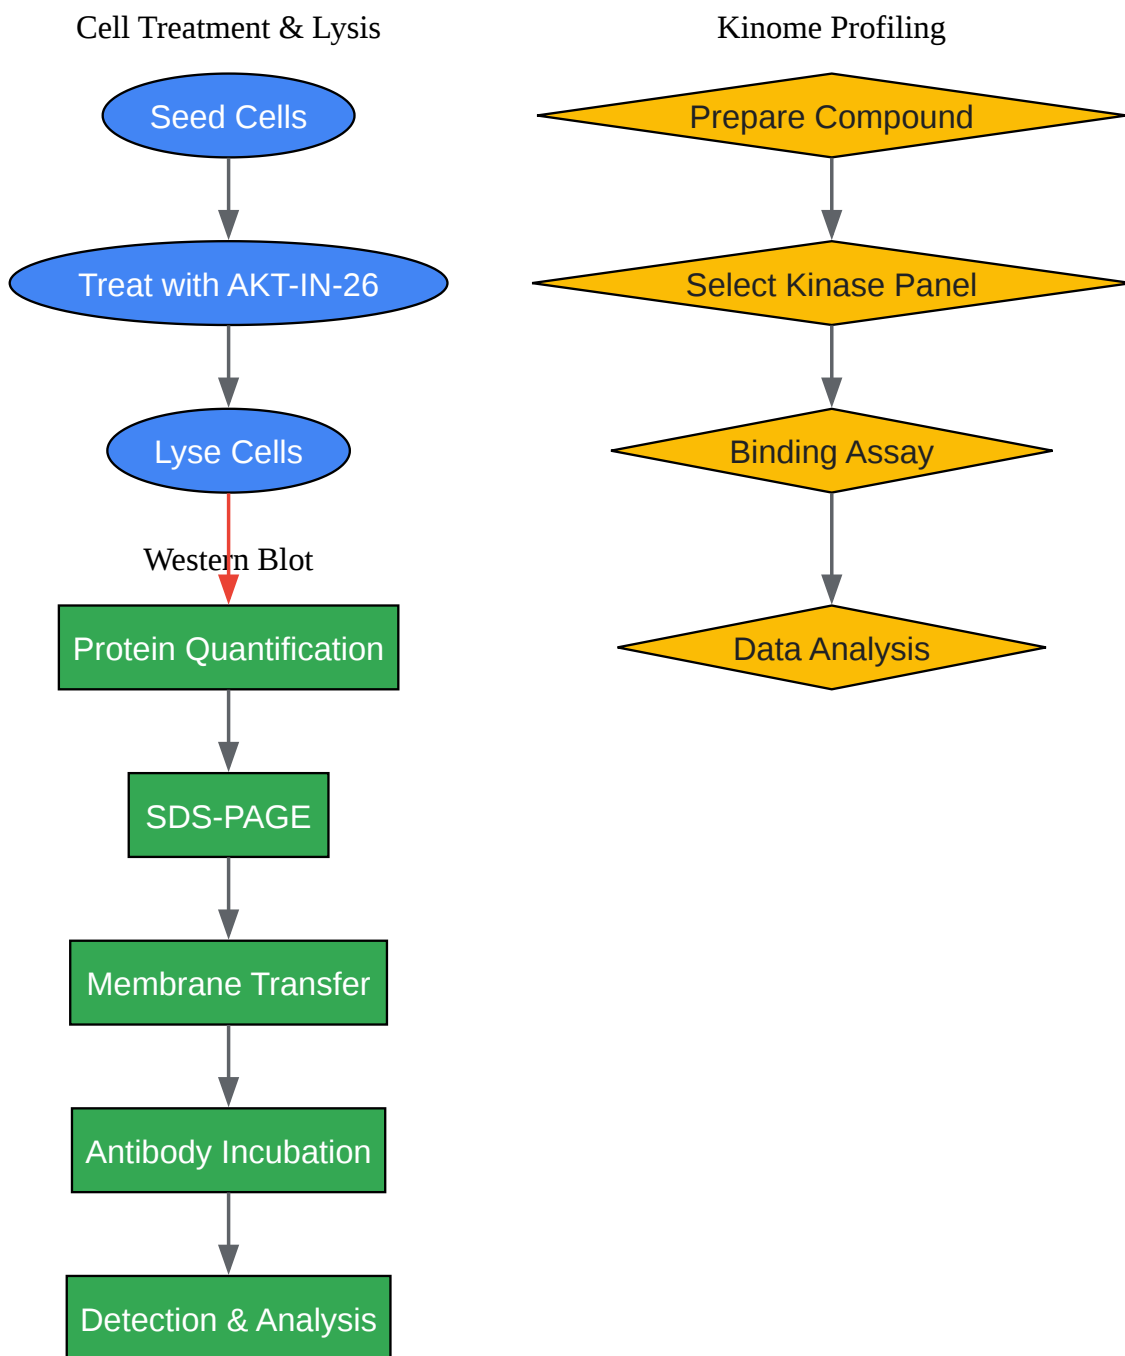 Cell Treatment & Lysis
Seed Cells
Treat with AKT-IN-26
Lyse Cells
Western Blot
Protein Quantification
SDS-PAGE
Membrane Transfer
Antibody Incubation
Detection & Analysis
Kinome Profiling
Prepare Compound
Select Kinase Panel
Binding Assay
Data Analysis